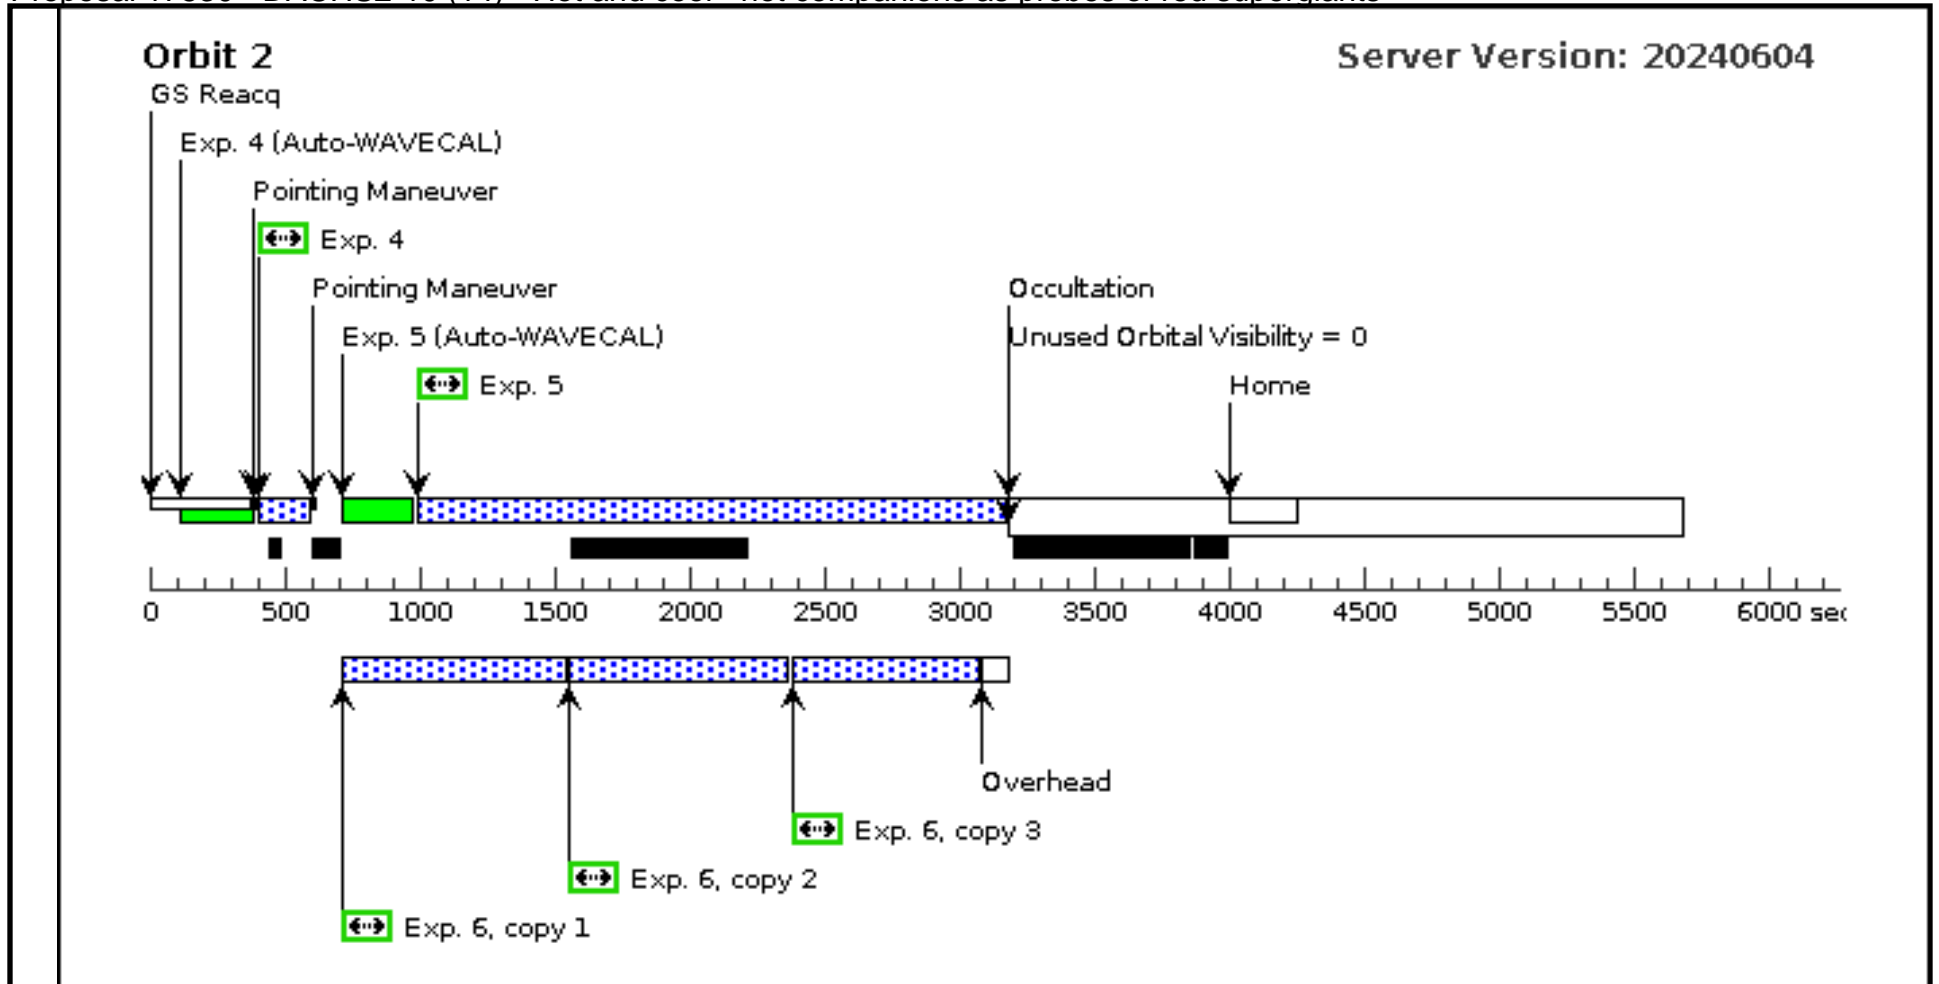 Orbit 2
Server Version: 20240604
GS Reacq
Exp. 4 (Auto-WAVECAL)
Pointing Maneuver
Exp. 4
Pointing Maneuver
Occultation
Exp. 5 (Auto-WAVECAL)
Unused Orbital Visibility = 0
Exp. 5
Home
0 500 1000 1500 2000 2500 3000 3500 4000 4500 5000 5500 6000 sec
Overhead
Exp. 6, copy 3
Exp. 6, copy 2
Exp. 6, copy 1